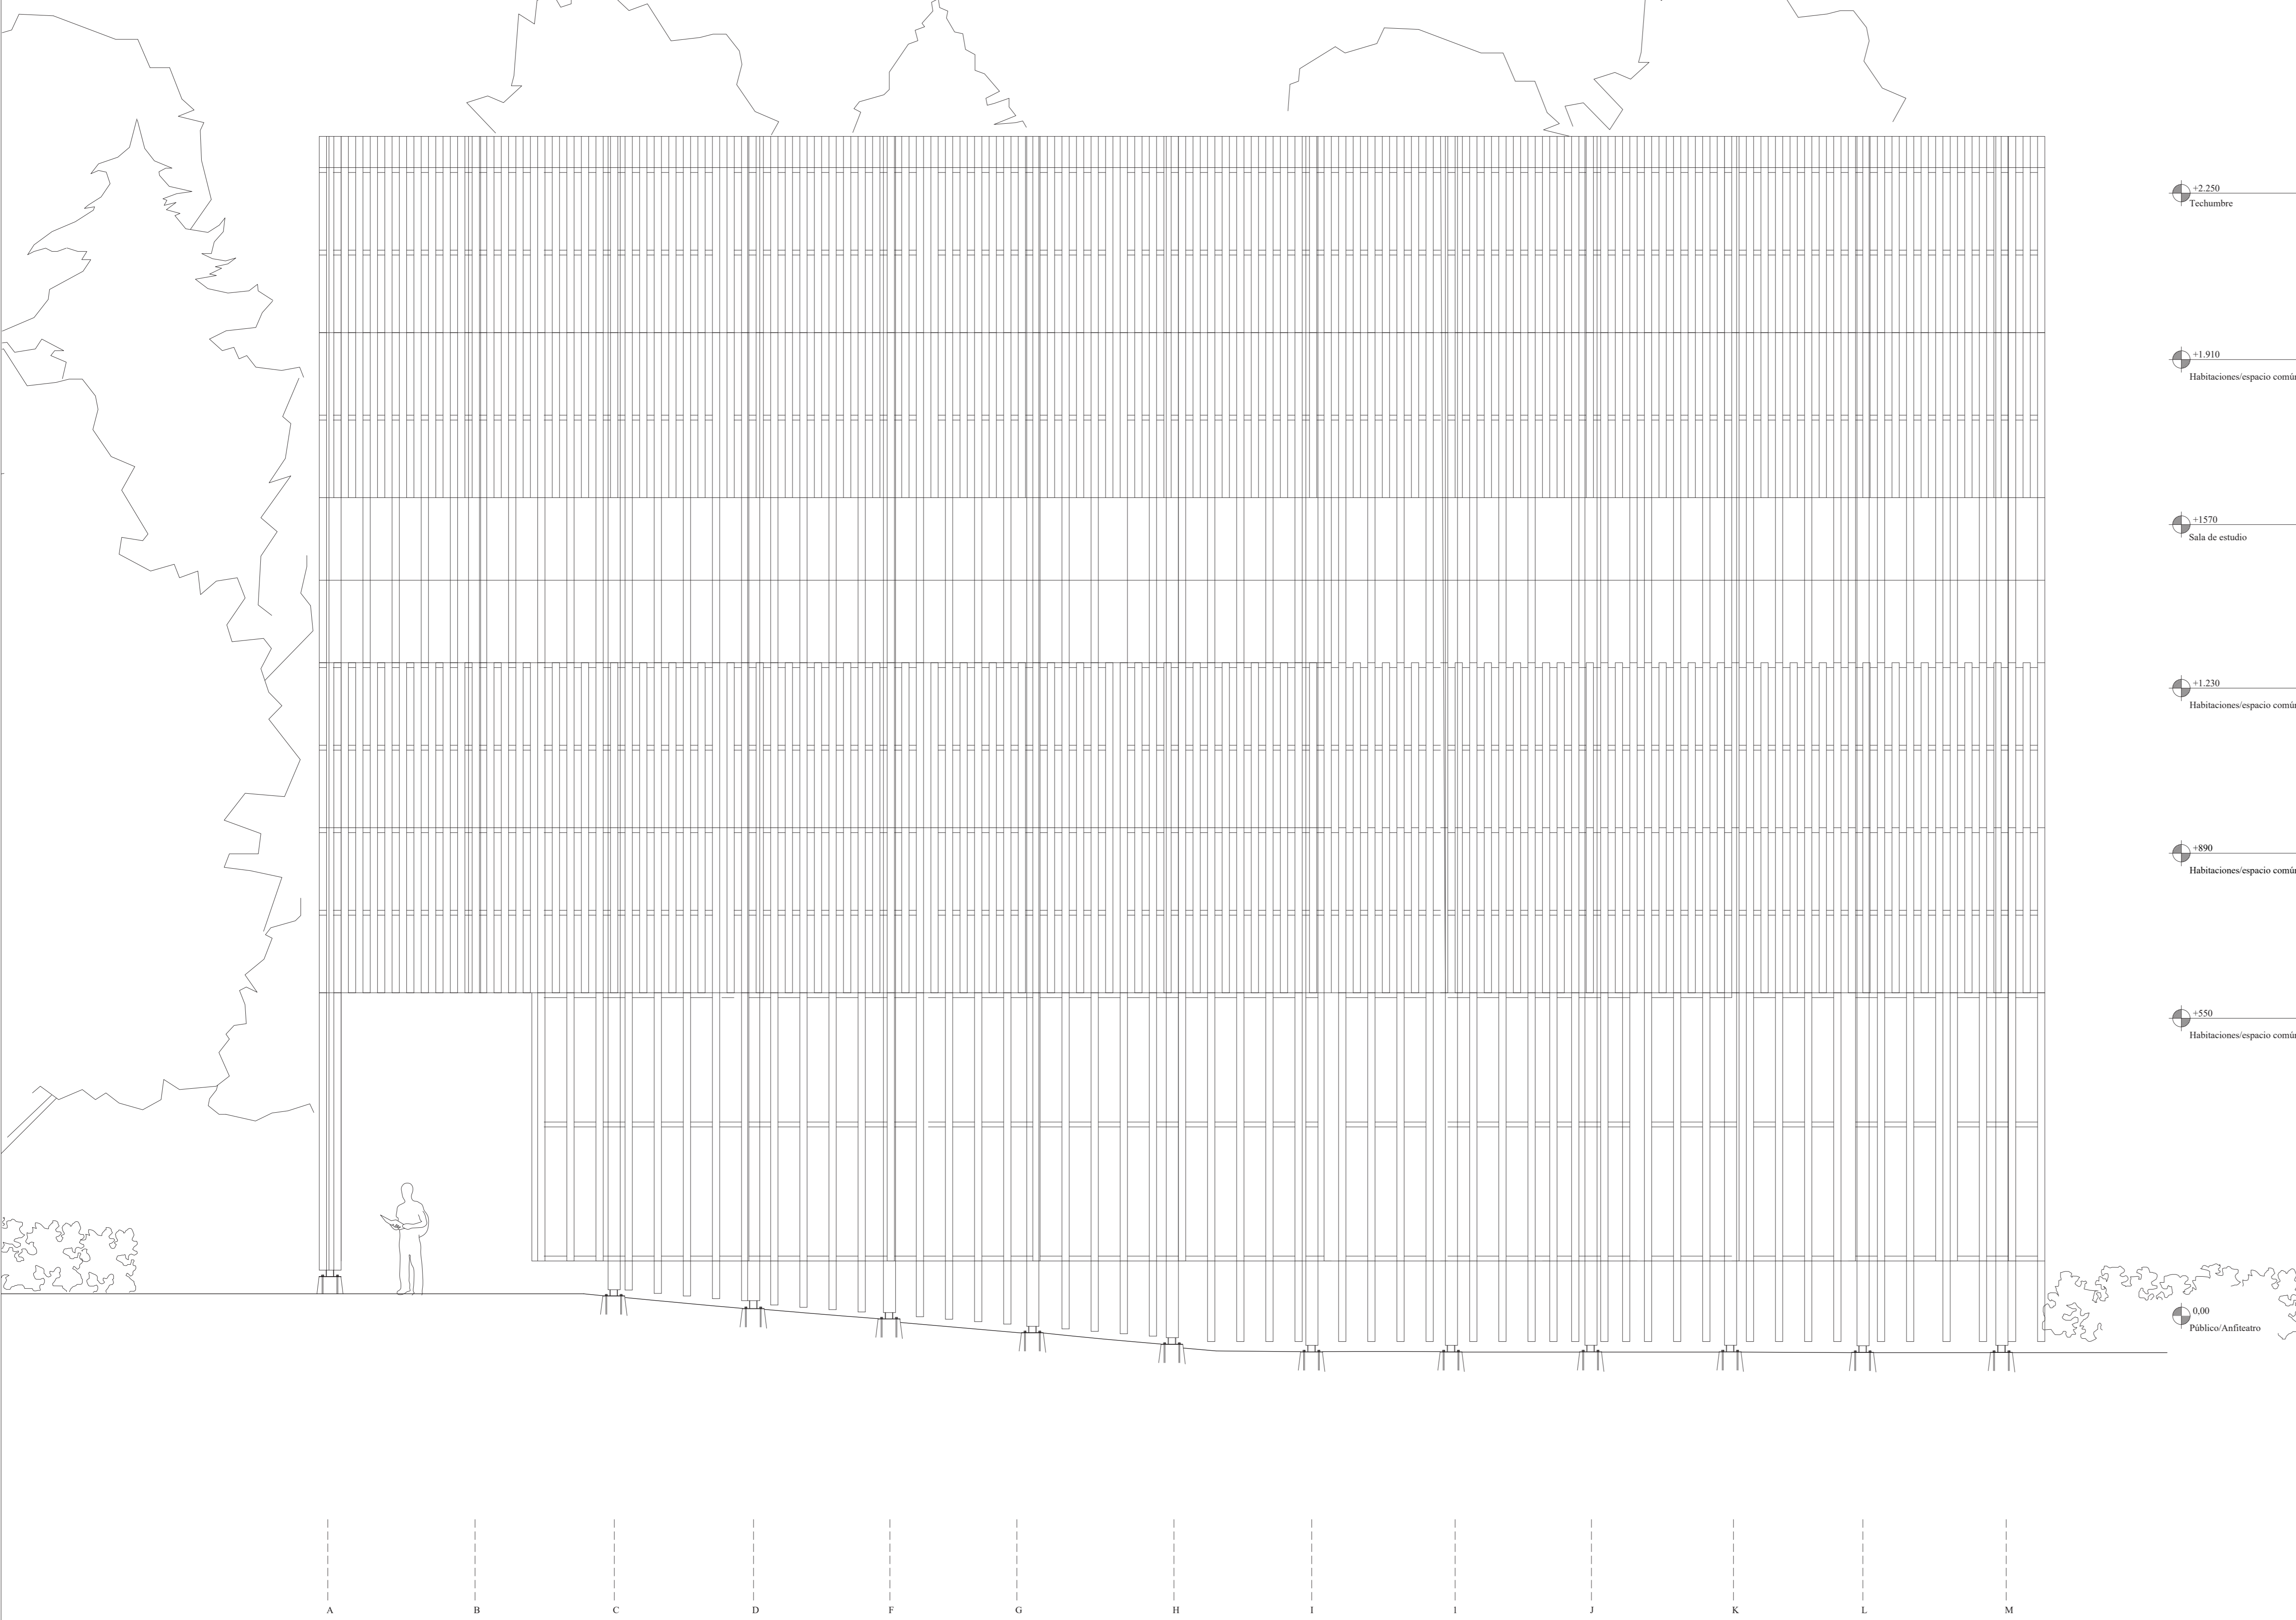 +2.250
Techumbre
+1.910
Habitaciones/espacio comú
+1570
Sala de estudio
+1.230
Habitaciones/espacio comú
+890
Habitaciones/espacio comú
+550
Habitaciones/espacio comú
0,00
Público/Anfiteatro
A B C D F G H I I J K L M